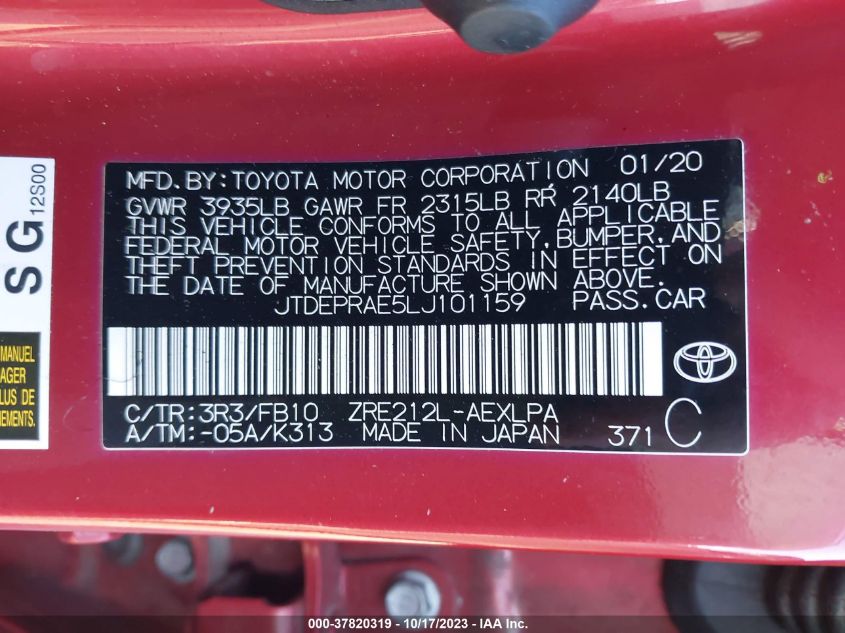 MFD.BY:TOYOTA MOTOR CORPORATION 01/20
GVWR 3935LB GAWR FR 2315LB RR 2140LB
THIS VEHICLE CONFORMS TO ALL APPLICABLE
FEDERAL MOTOR VEHICLE SAFETY,BUMPER,AND
THEFT PREVENTION STANDARDS IN EFFECT ON
THE DATE OF MANUFACTURE SHOWN ABOVE.
JTDEPRAE5LJ101159 PASS.CAR
C/TR:3R3/FB10 ZRE212L-AEXLPA
A/TM:-05A/K313 MADE IN JAPAN 371 C
SG
12S00
MANUEL
AGER
PLUS DE
NEMENTS.
000-37820319 - 10/17/2023 - IAA Inc.